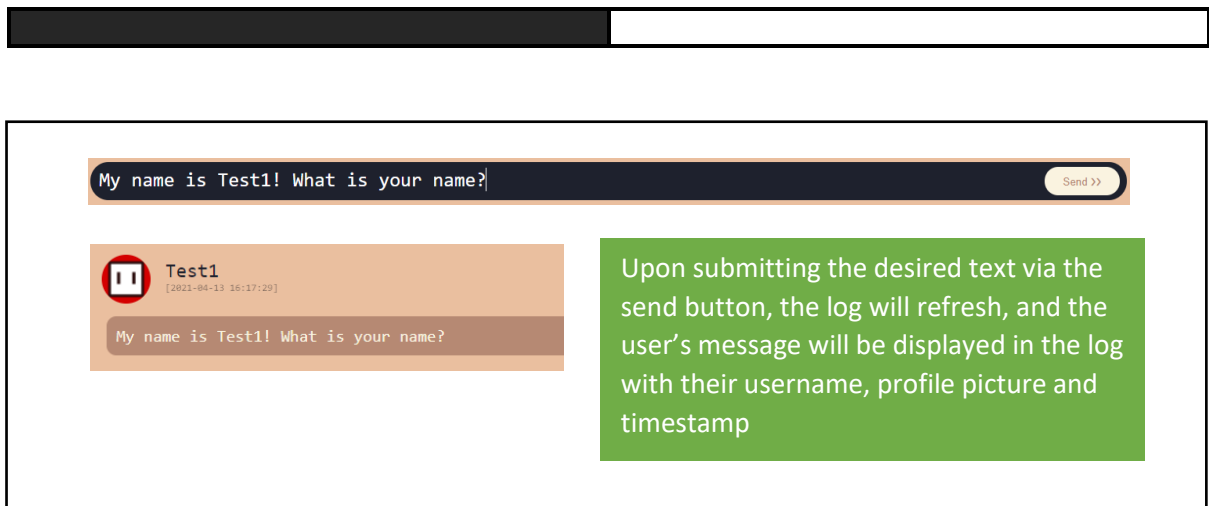 My name is Test1! What is your name?
Send >>
Test1
[2021-04-13 16:17:29]
My name is Test1! What is your name?
Upon submitting the desired text via the
send button, the log will refresh, and the
user’s message will be displayed in the log
with their username, profile picture and
timestamp